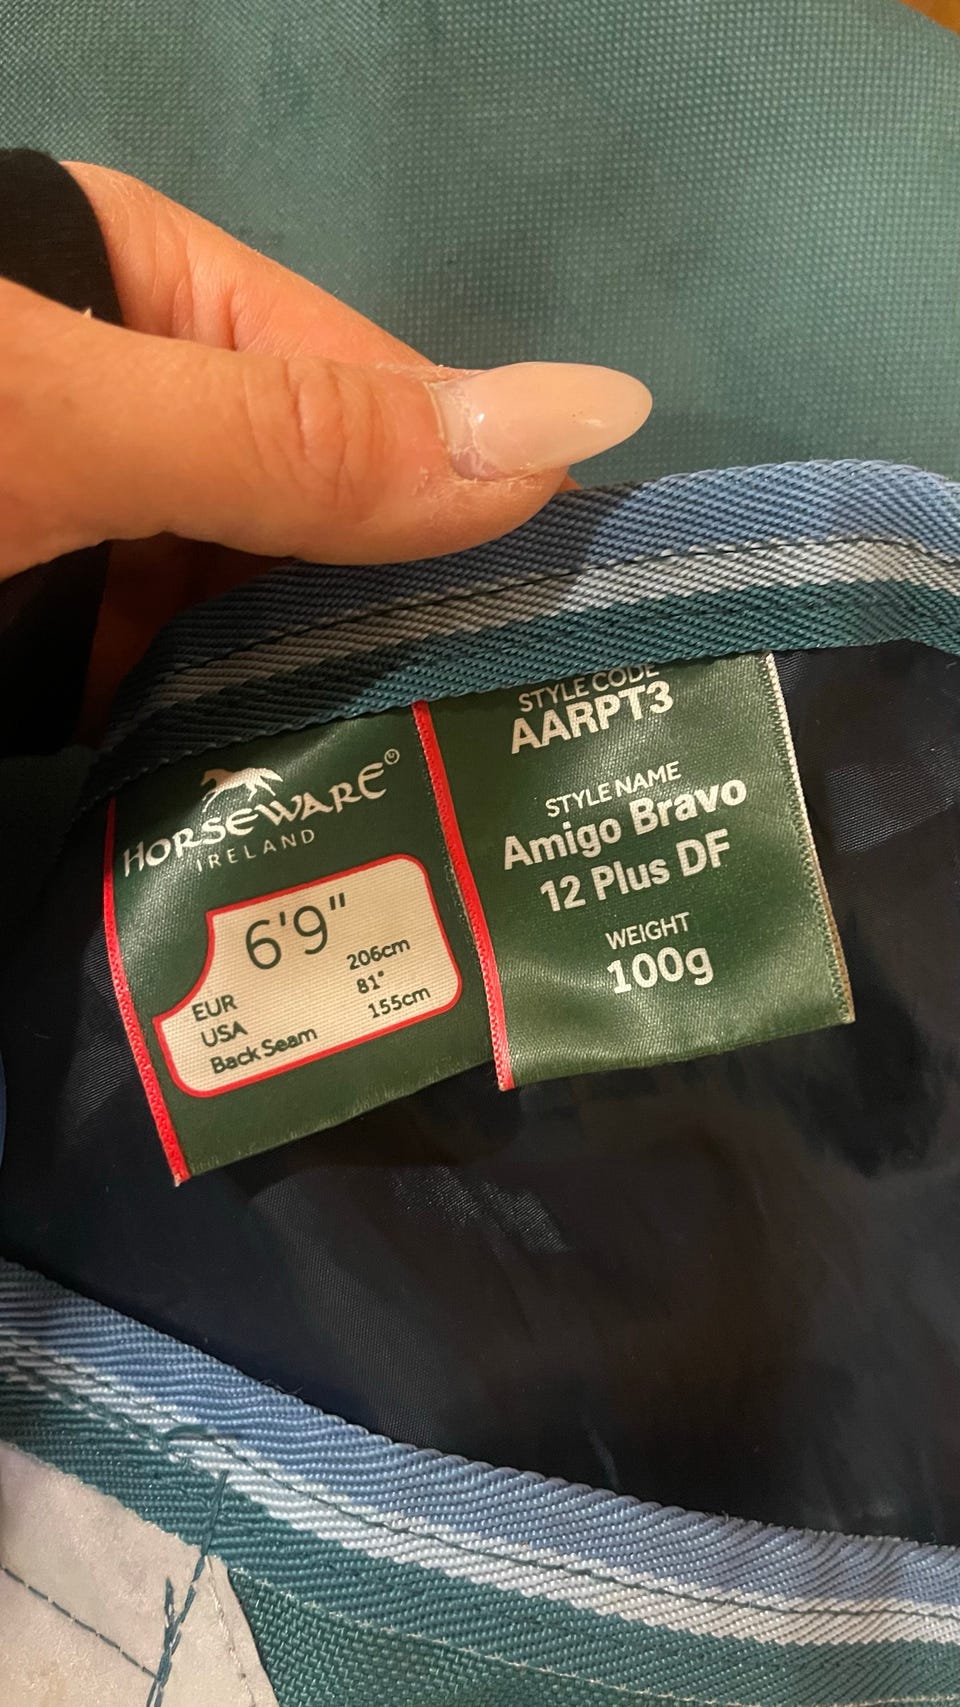 HORSEWARE®
IRELAND
6'9"
EUR 206cm
USA 81"
Back Seam 155cm
STYLE CODE
AARPT3
STYLE NAME
Amigo Bravo
12 Plus DF
WEIGHT
100g